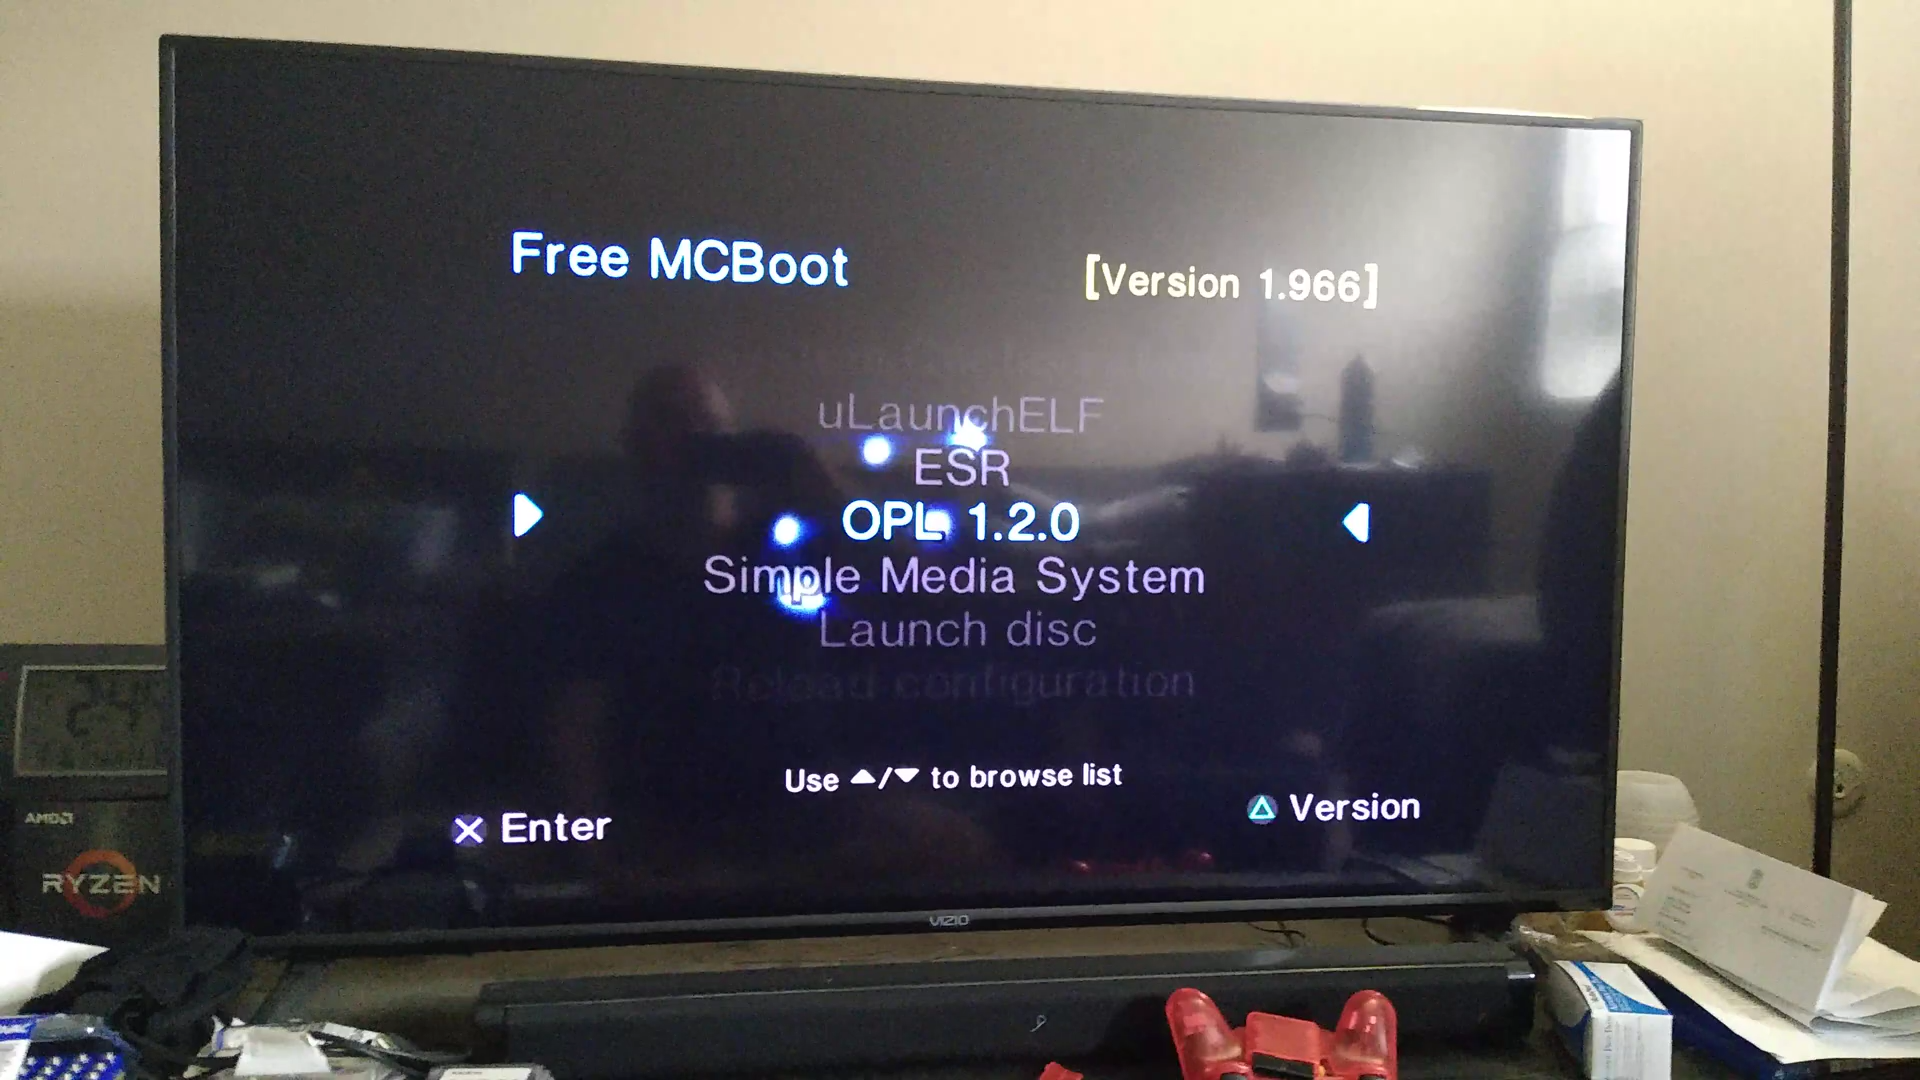 Free MCBoot
[Version 1.966]
uLaunchELF
ESR
OPL 1.2.0
Simple Media System
Launch disc
Reload configuration
Use ▲/▼ to browse list
Enter
Version
AMD
RYZEN
VIZIO